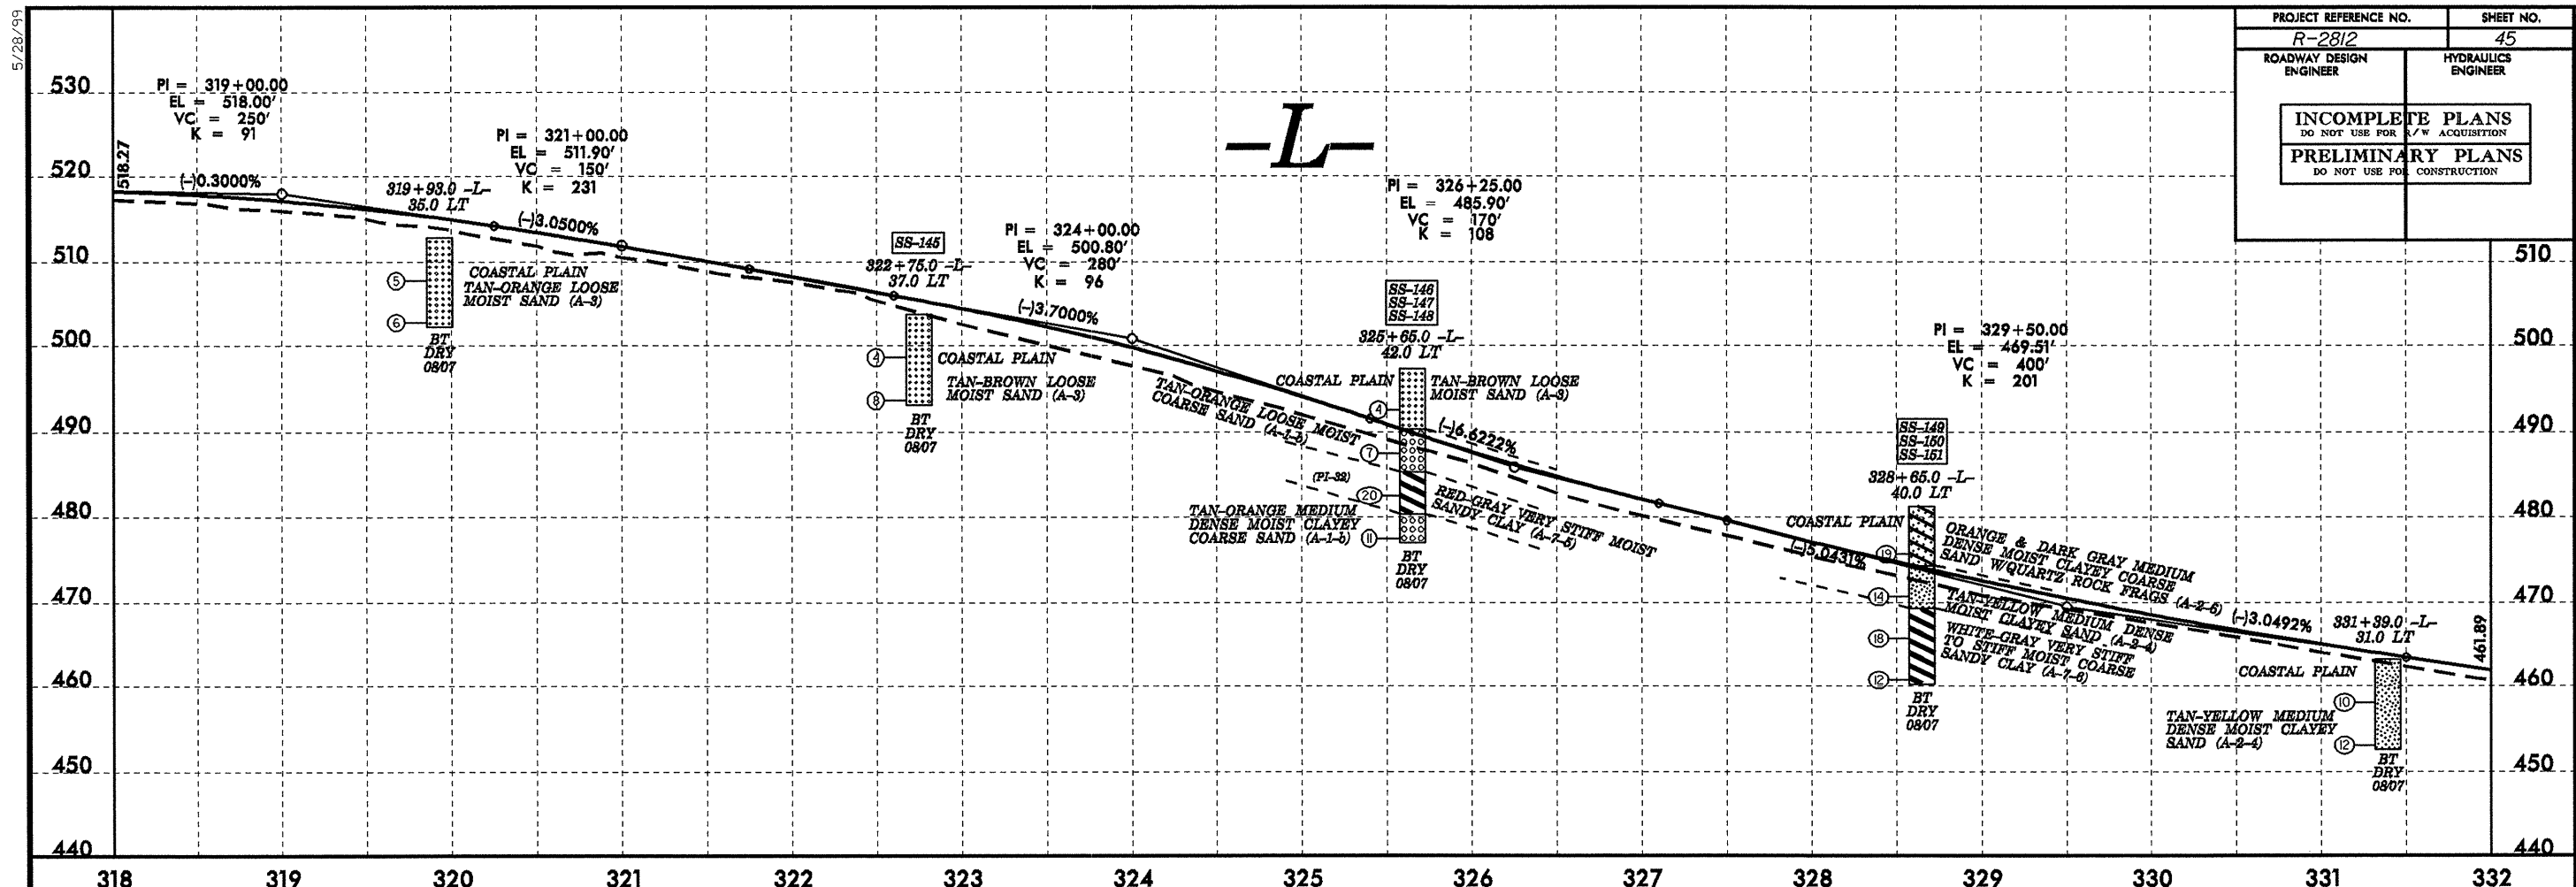 5/28/99
PROJECT REFERENCE NO.
SHEET NO.
R-2812
45
ROADWAY DESIGN
ENGINEER
HYDRAULICS
ENGINEER
INCOMPLETE PLANS
DO NOT USE FOR R/W ACQUISITION
PRELIMINARY PLANS
DO NOT USE FOR CONSTRUCTION
-L-
530
520
510
500
490
480
470
460
450
440
518.27
PI = 319+00.00
EL = 518.00'
VC = 250'
K = 91
(-)0.3000%
PI = 321+00.00
EL = 511.90'
VC = 150'
K = 231
(-)3.0500%
319+93.0 -L-
35.0 LT
5
6
COASTAL PLAIN
TAN-ORANGE LOOSE
MOIST SAND (A-3)
BT
DRY
08/07
SS-145
322+75.0 -L-
37.0 LT
4
8
COASTAL PLAIN
TAN-BROWN LOOSE
MOIST SAND (A-3)
BT
DRY
08/07
PI = 324+00.00
EL = 500.80'
VC = 280'
K = 96
(-)3.7000%
PI = 326+25.00
EL = 485.90'
VC = 170'
K = 108
SS-146
SS-147
SS-148
325+65.0 -L-
42.0 LT
COASTAL PLAIN
TAN-BROWN LOOSE
MOIST SAND (A-3)
4
7
20
11
TAN-ORANGE LOOSE MOIST
COARSE SAND (A-1-b)
(-)6.6222%
(PI-32)
RED-GRAY VERY STIFF MOIST
SANDY CLAY (A-7-5)
TAN-ORANGE MEDIUM
DENSE MOIST CLAYEY
COARSE SAND (A-1-b)
BT
DRY
08/07
PI = 329+50.00
EL = 469.51'
VC = 400'
K = 201
SS-149
SS-150
SS-151
328+65.0 -L-
40.0 LT
COASTAL PLAIN
(-)5.0431%
19
14
18
12
ORANGE & DARK GRAY MEDIUM
DENSE MOIST CLAYEY COARSE
SAND W/QUARTZ ROCK FRAGS (A-2-6)
TAN-YELLOW MEDIUM DENSE
MOIST CLAYEY SAND (A-2-4)
WHITE-GRAY VERY STIFF
TO STIFF MOIST COARSE
SANDY CLAY (A-7-6)
BT
DRY
08/07
(-)3.0492%
331+39.0 -L-
31.0 LT
461.89
COASTAL PLAIN
10
12
TAN-YELLOW MEDIUM
DENSE MOIST CLAYEY
SAND (A-2-4)
BT
DRY
08/07
510
500
490
480
470
460
450
440
318 319 320 321 322 323 324 325 326 327 328 329 330 331 332